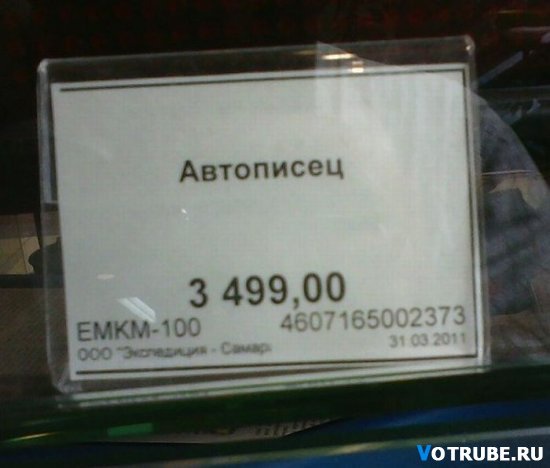 Автописец
3 499,00
EMKM-100 4607165002373
ООО "Экспедиция - Самар
31.03.2011
VOTRUBE.RU